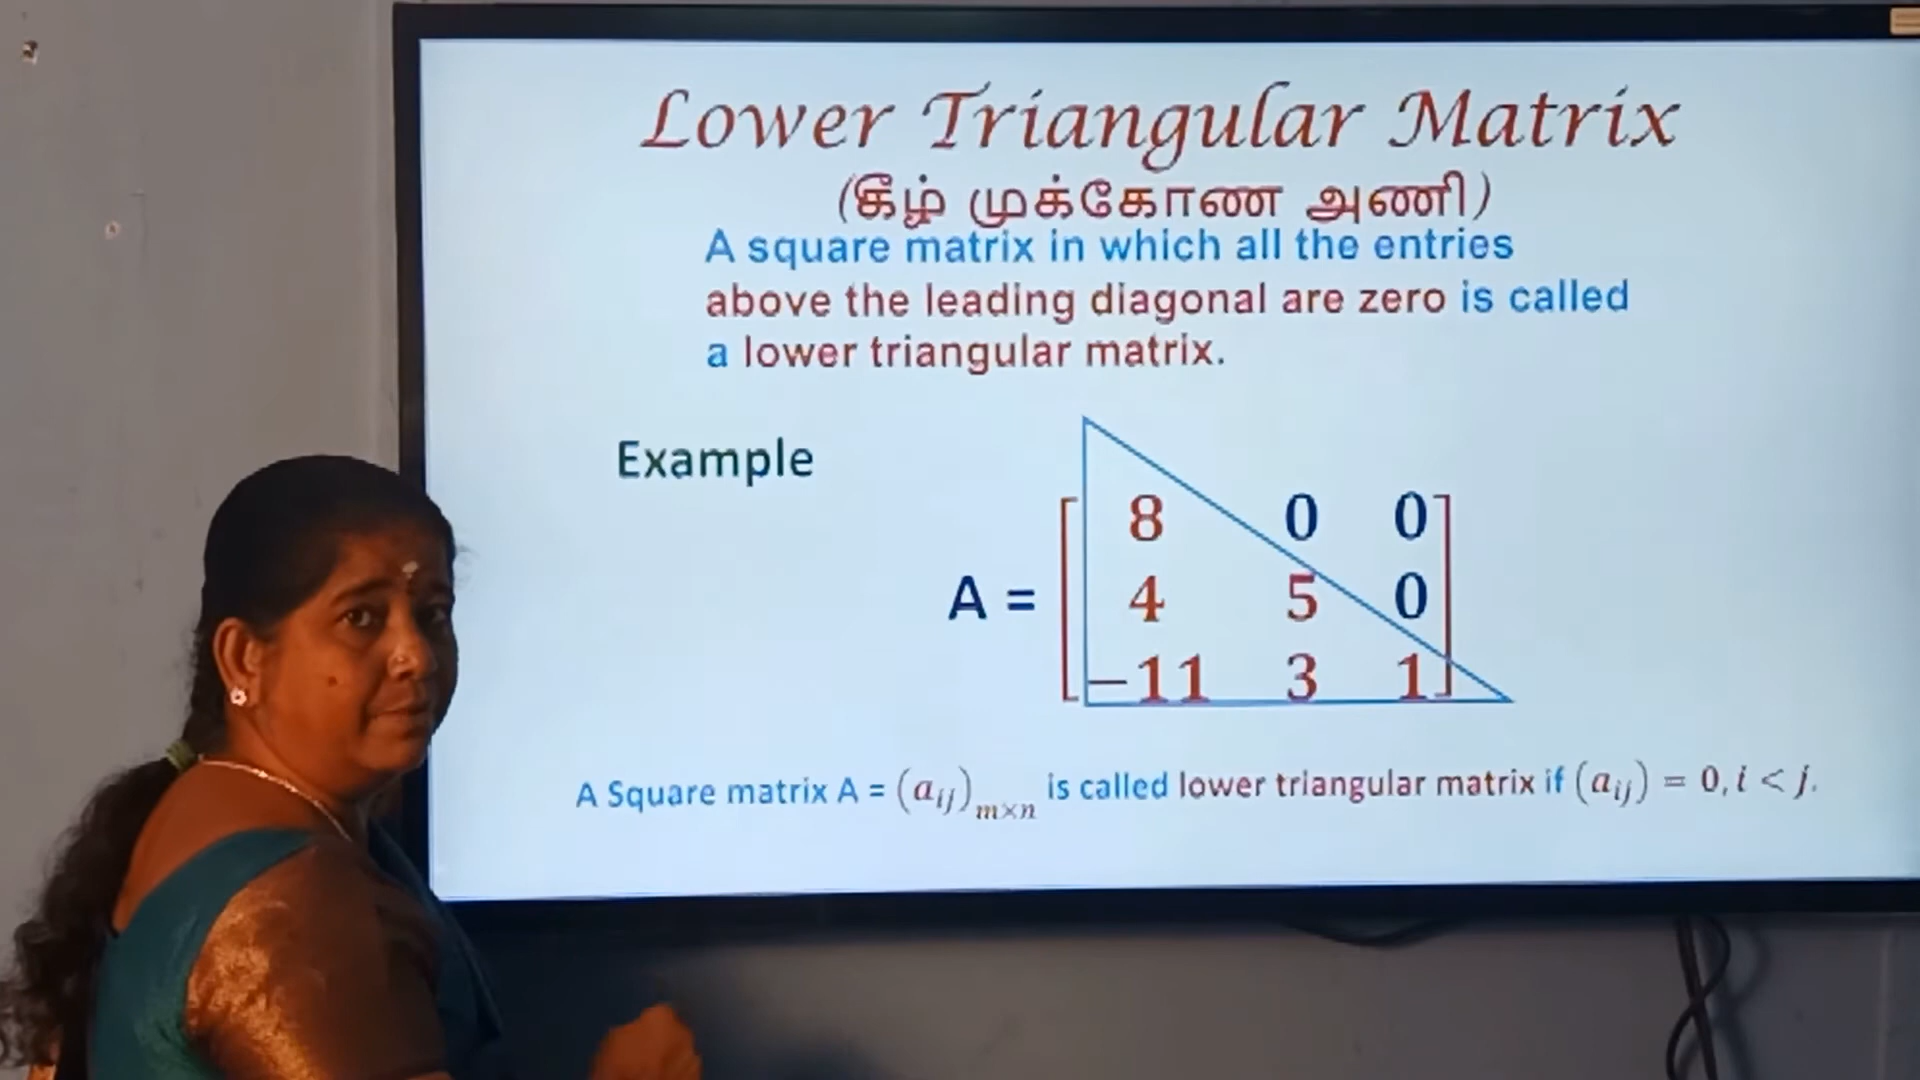 Lower Triangular Matrix
(கீழ் முக்கோண அணி)
A square matrix in which all the entries
above the leading diagonal are zero is called
a lower triangular matrix.
Example
8 0 0
A = 4 5 0
−11 3 1
A Square matrix A = (aᵢⱼ)ₘ×ₙ is called lower triangular matrix if (aᵢⱼ) = 0, i < j.